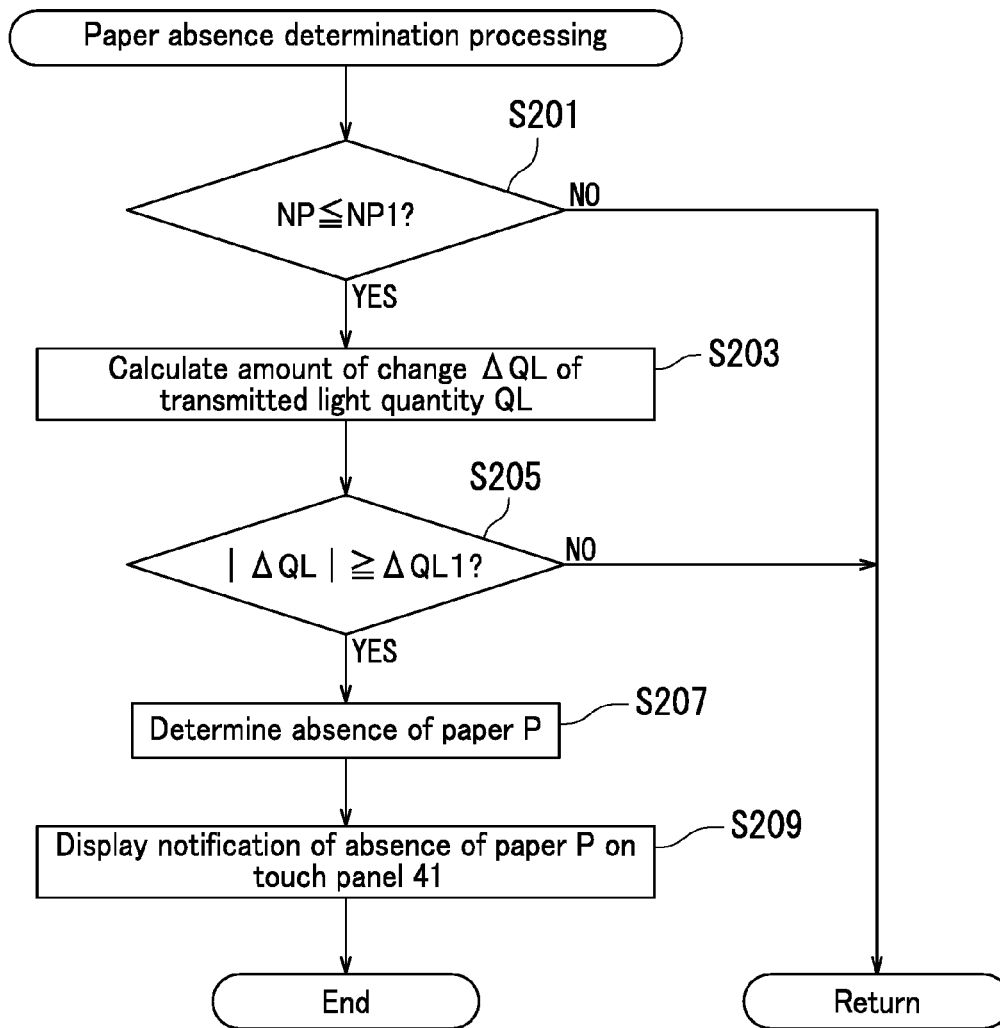 Paper absence determination processing
S201
NP≦NP1?
NO
YES
S203
Calculate amount of change ΔQL of
transmitted light quantity QL
S205
| ΔQL | ≧ ΔQL1?
NO
YES
S207
Determine absence of paper P
S209
Display notification of absence of paper P on
touch panel 41
End
Return